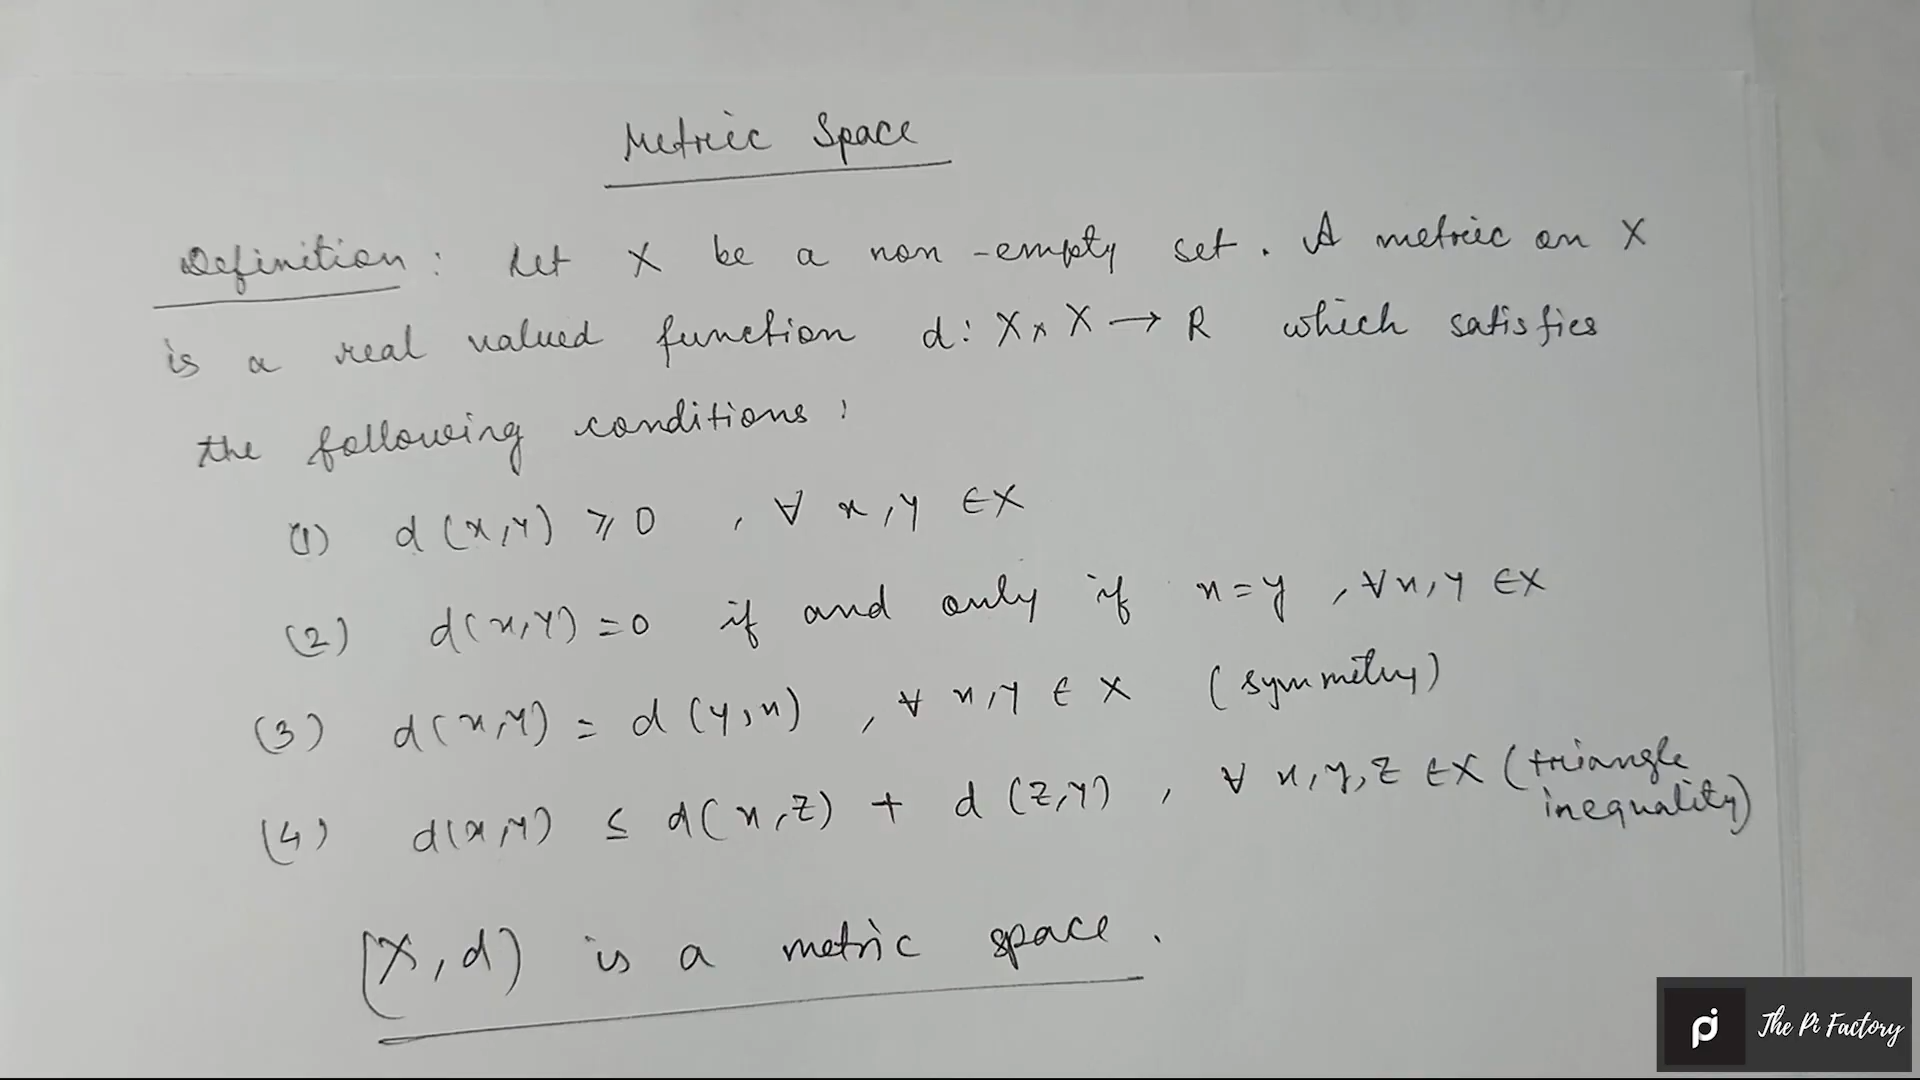 Metric Space
Definition : Let X be a non-empty set. A metric on X
is a real valued function d: X x X → R which satisfies
the following conditions :
(1) d(x,y) ≥ 0 , ∀ x,y ∈ X
(2) d(x,y) = 0 if and only if x=y , ∀ x,y ∈ X
(3) d(x,y) = d(y,x) , ∀ x,y ∈ X (symmetry)
(4) d(x,y) ≤ d(x,z) + d(z,y) , ∀ x,y,z ∈ X (triangle
inequality)
(X,d) is a metric space.
pi The Pi Factory